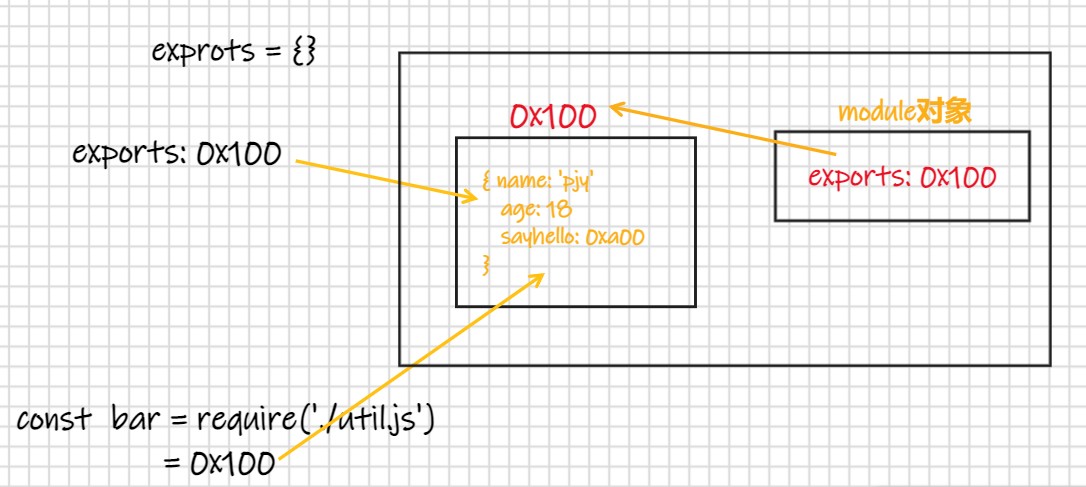 exprots = {}
exports: 0x100
0x100
{ name: 'pjy'
age: 18
sayhello: 0xa00
}
module对象
exports: 0x100
const bar = require('./util.js')
= 0x100